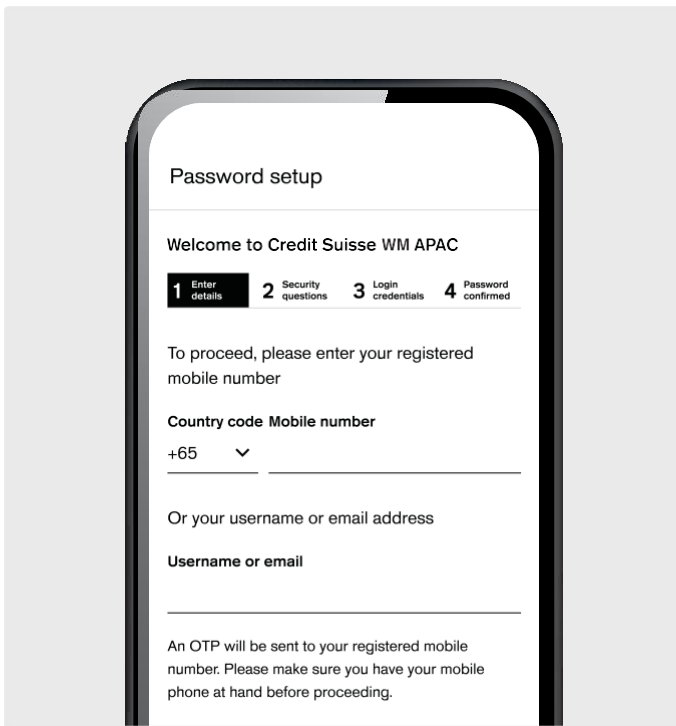 Password setup
Welcome to Credit Suisse WM APAC
1 Enter details 2 Security questions 3 Login credentials 4 Password confirmed
To proceed, please enter your registered
mobile number
Country code Mobile number
+65
Or your username or email address
Username or email
An OTP will be sent to your registered mobile
number. Please make sure you have your mobile
phone at hand before proceeding.